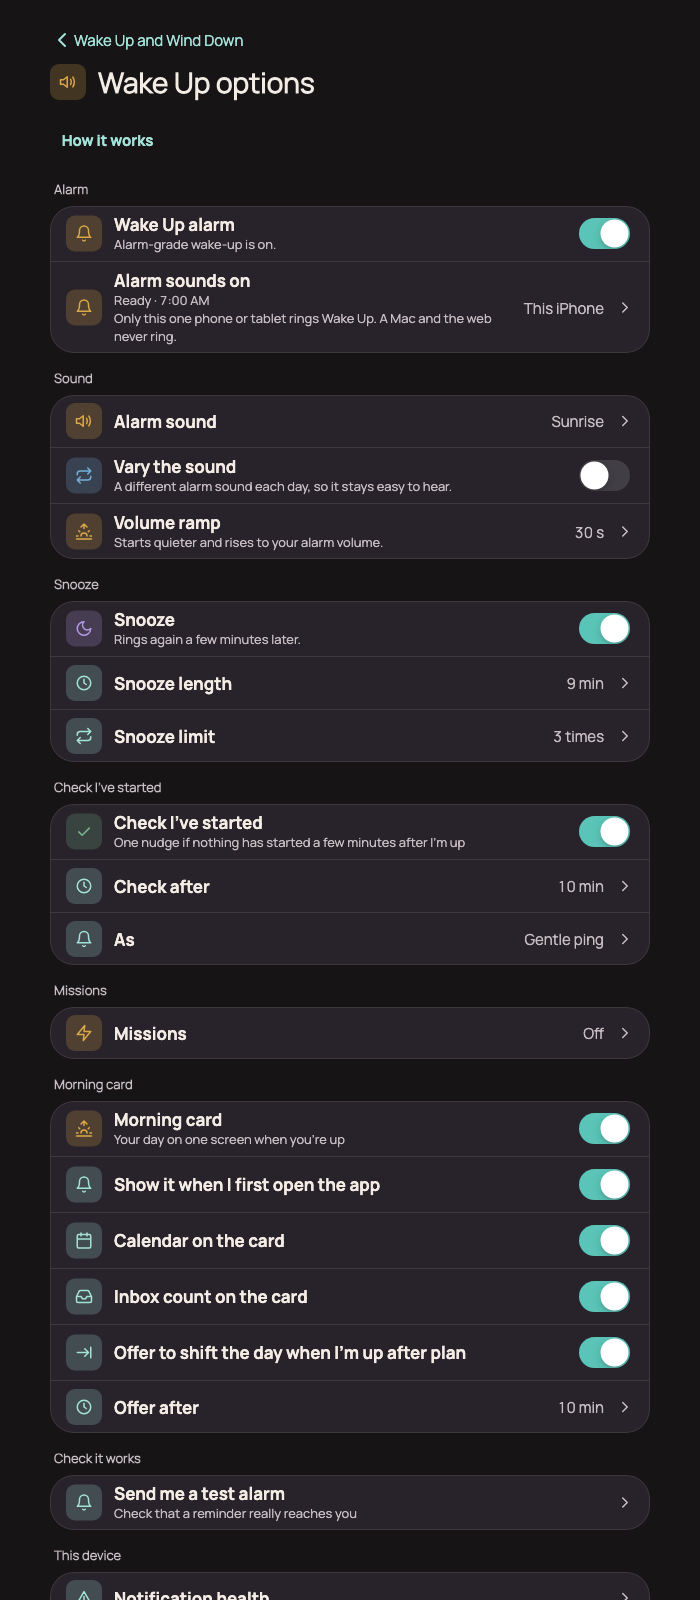 Wake Up and Wind Down
Wake Up options
How it works
Alarm
Wake Up alarm
Alarm-grade wake-up is on.
Alarm sounds on
Ready · 7:00 AM
Only this one phone or tablet rings Wake Up. A Mac and the web
never ring.
This iPhone
Sound
Alarm sound
Sunrise
Vary the sound
A different alarm sound each day, so it stays easy to hear.
Volume ramp
Starts quieter and rises to your alarm volume.
30 s
Snooze
Snooze
Rings again a few minutes later.
Snooze length
9 min
Snooze limit
3 times
Check I've started
Check I've started
One nudge if nothing has started a few minutes after I'm up
Check after
10 min
As
Gentle ping
Missions
Missions
Off
Morning card
Morning card
Your day on one screen when you're up
Show it when I first open the app
Calendar on the card
Inbox count on the card
Offer to shift the day when I'm up after plan
Offer after
10 min
Check it works
Send me a test alarm
Check that a reminder really reaches you
This device
Notification health